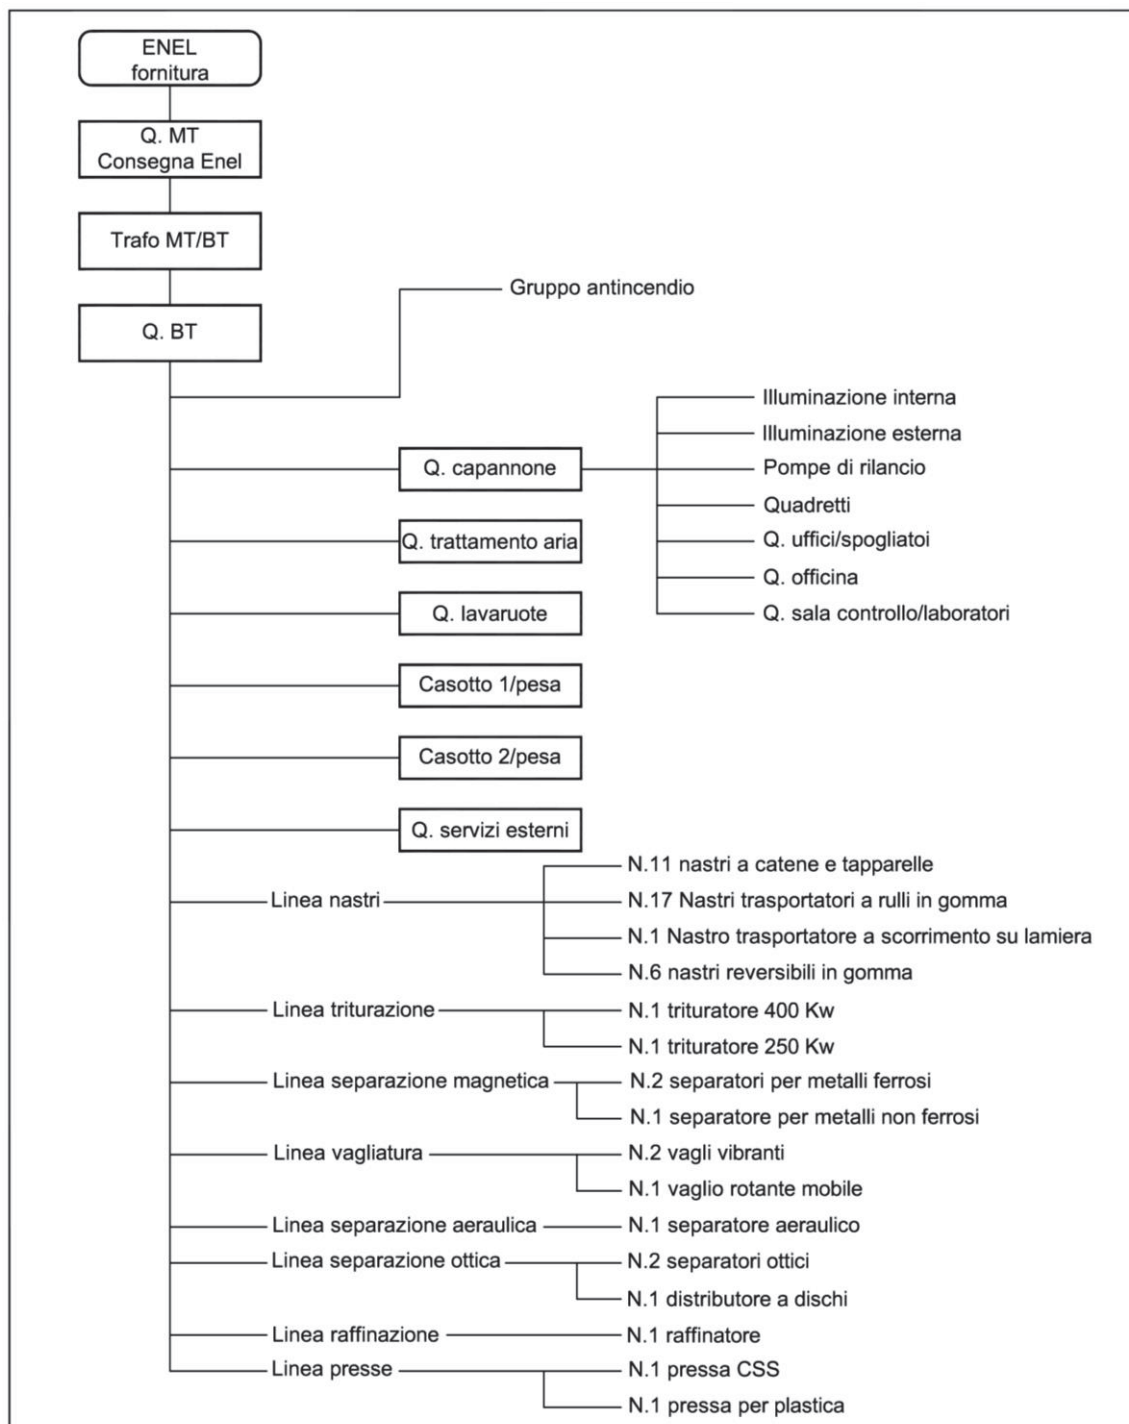 ENEL
fornitura
Q. MT
Consegna Enel
Trafo MT/BT
Q. BT
Gruppo antincendio
Q. capannone
Illuminazione interna
Illuminazione esterna
Pompe di rilancio
Quadretti
Q. uffici/spogliatoi
Q. officina
Q. sala controllo/laboratori
Q. trattamento aria
Q. lavaruote
Casotto 1/pesa
Casotto 2/pesa
Q. servizi esterni
Linea nastri
N.11 nastri a catene e tapparelle
N.17 Nastri trasportatori a rulli in gomma
N.1 Nastro trasportatore a scorrimento su lamiera
N.6 nastri reversibili in gomma
Linea triturazione
N.1 trituratore 400 Kw
N.1 trituratore 250 Kw
Linea separazione magnetica
N.2 separatori per metalli ferrosi
N.1 separatore per metalli non ferrosi
Linea vagliatura
N.2 vagli vibranti
N.1 vaglio rotante mobile
Linea separazione aeraulica
N.1 separatore aeraulico
Linea separazione ottica
N.2 separatori ottici
N.1 distributore a dischi
Linea raffinazione
N.1 raffinatore
Linea presse
N.1 pressa CSS
N.1 pressa per plastica